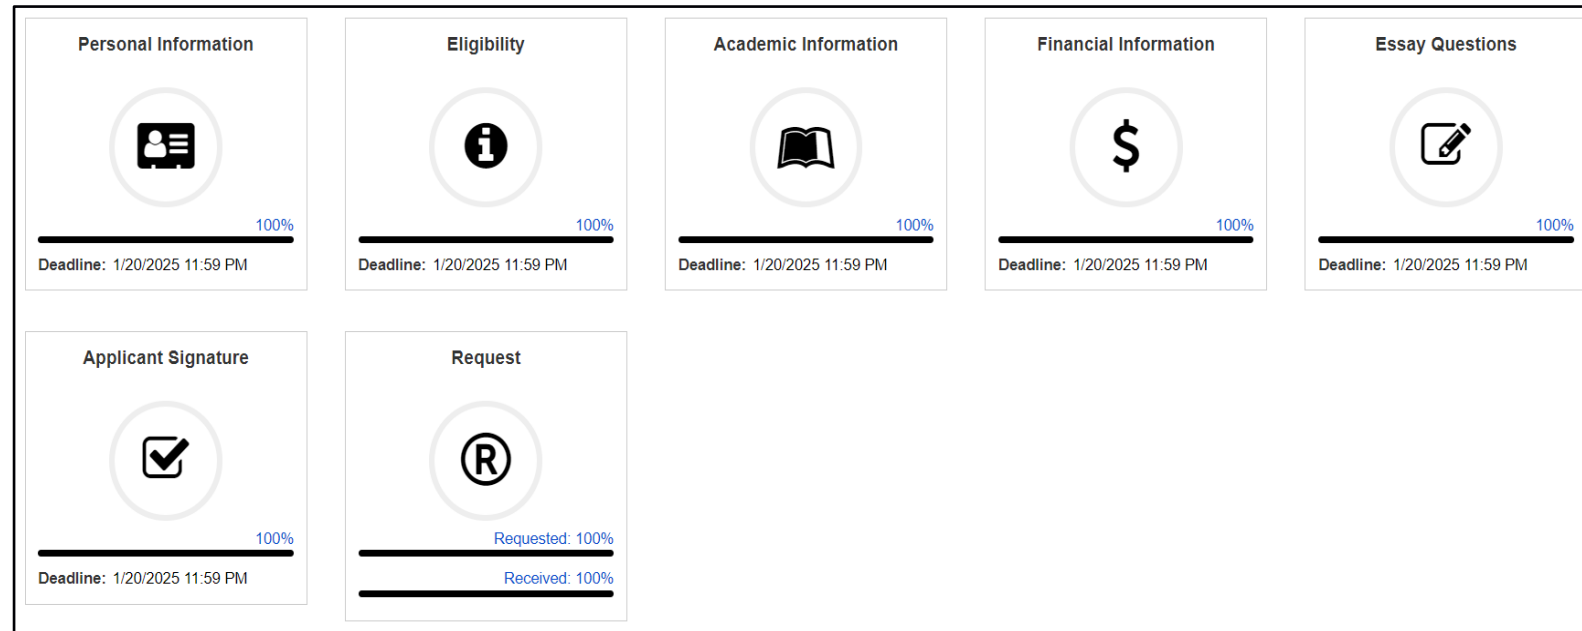 Personal Information
Eligibility
Academic Information
Financial Information
Essay Questions
100%
100%
100%
100%
100%
Deadline: 1/20/2025 11:59 PM
Deadline: 1/20/2025 11:59 PM
Deadline: 1/20/2025 11:59 PM
Deadline: 1/20/2025 11:59 PM
Deadline: 1/20/2025 11:59 PM
Applicant Signature
Request
®
100%
Requested: 100%
Deadline: 1/20/2025 11:59 PM
Received: 100%